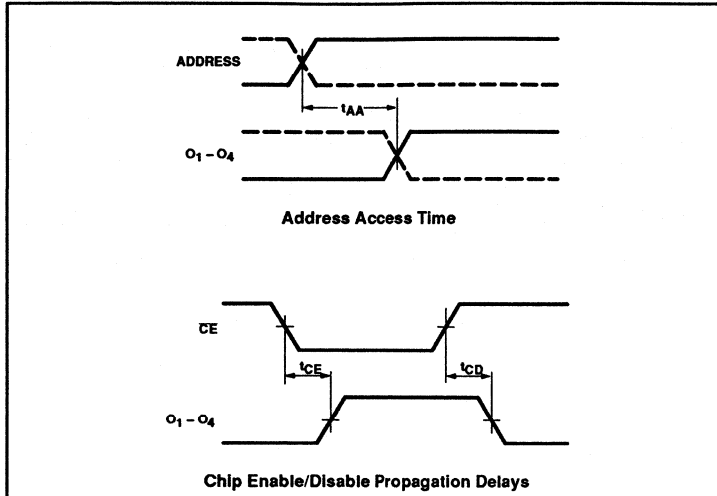 ADDRESS
tAA
O1 – O4
Address Access Time
CE
tCE
tCD
O1 – O4
Chip Enable/Disable Propagation Delays